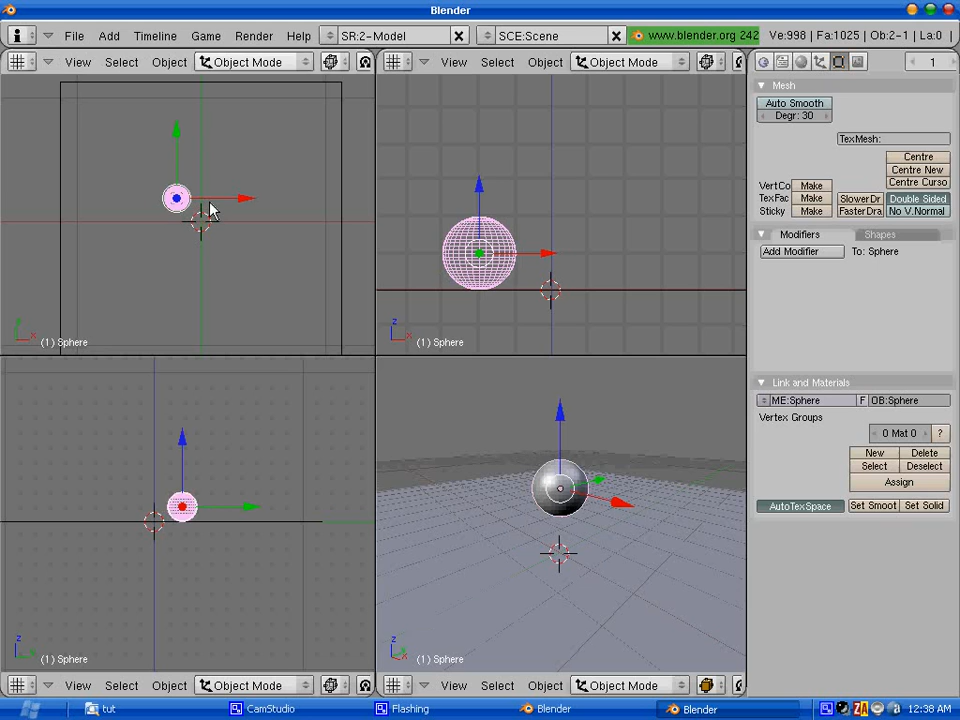 Blender
File Add Timeline Game Render Help SR:2-Model SCE:Scene www.blender.org 242 Ve:998 | Fa:1025 | Ob:2-1 | La:0 |
View Select Object Object Mode
View Select Object Object Mode
1
Mesh
Auto Smooth
Degr: 30
TexMesh:
Centre
Centre New
Centre Curso
VertCo Make
TexFac Make SlowerDr Double Sided
Sticky Make FasterDra No V.Normal
Modifiers Shapes
Add Modifier To: Sphere
(1) Sphere
(1) Sphere
Link and Materials
ME:Sphere F OB:Sphere
Vertex Groups
0 Mat 0 ?
New Delete
Select Deselect
Assign
AutoTexSpace Set Smoot Set Solid
(1) Sphere
(1) Sphere
View Select Object Object Mode
View Select Object Object Mode
tut CamStudio Flashing Blender Blender 12:38 AM